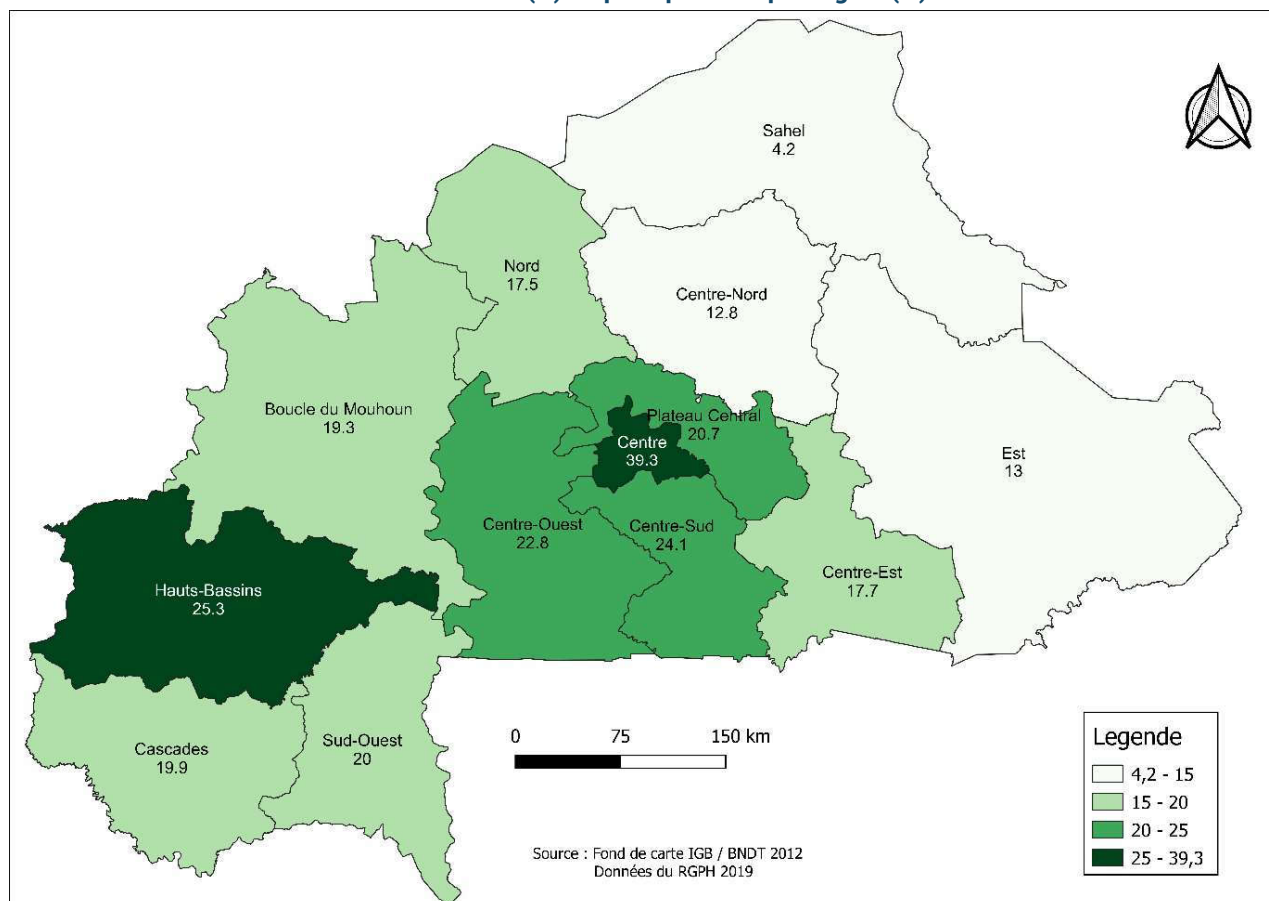 Sahel
4.2
Nord
17.5
Centre-Nord
12.8
Boucle du Mouhoun
19.3
Plateau Central
20.7
Centre
39.3
Est
13
Centre-Ouest
22.8
Centre-Sud
24.1
Centre-Est
17.7
Hauts-Bassins
25.3
Cascades
19.9
Sud-Ouest
20
0 75 150 km
Legende
4,2 - 15
15 - 20
20 - 25
25 - 39,3
Source : Fond de carte IGB / BNDT 2012
Données du RGPH 2019